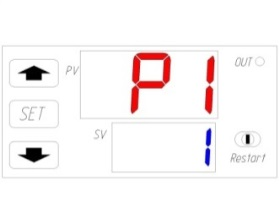 PV P1 OUT
SET
SV 1
Restart